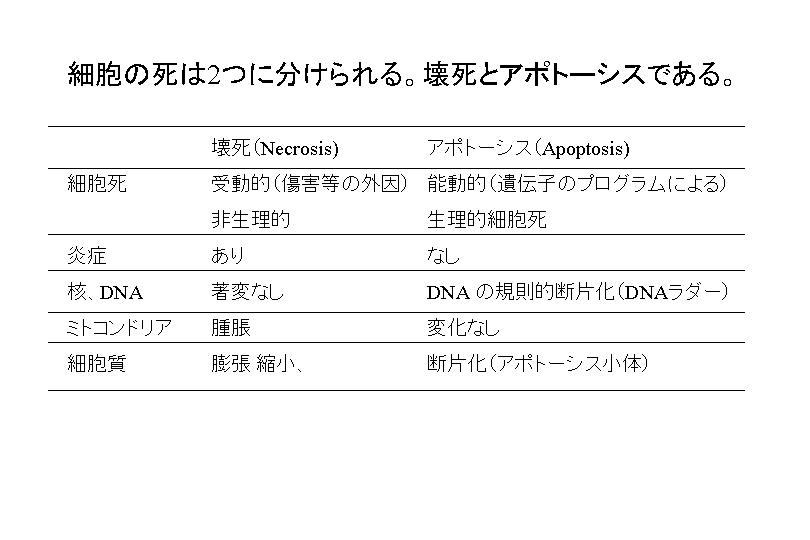 細胞の死は2つに分けられる。壊死とアポトーシスである。
壊死(Necrosis) アポトーシス(Apoptosis)
細胞死 受動的(傷害等の外因) 能動的(遺伝子のプログラムによる)
非生理的 生理的細胞死
炎症 あり なし
核、DNA 著変なし DNA の規則的断片化(DNAラダー)
ミトコンドリア 腫脹 変化なし
細胞質 膨張 縮小、 断片化(アポトーシス小体)